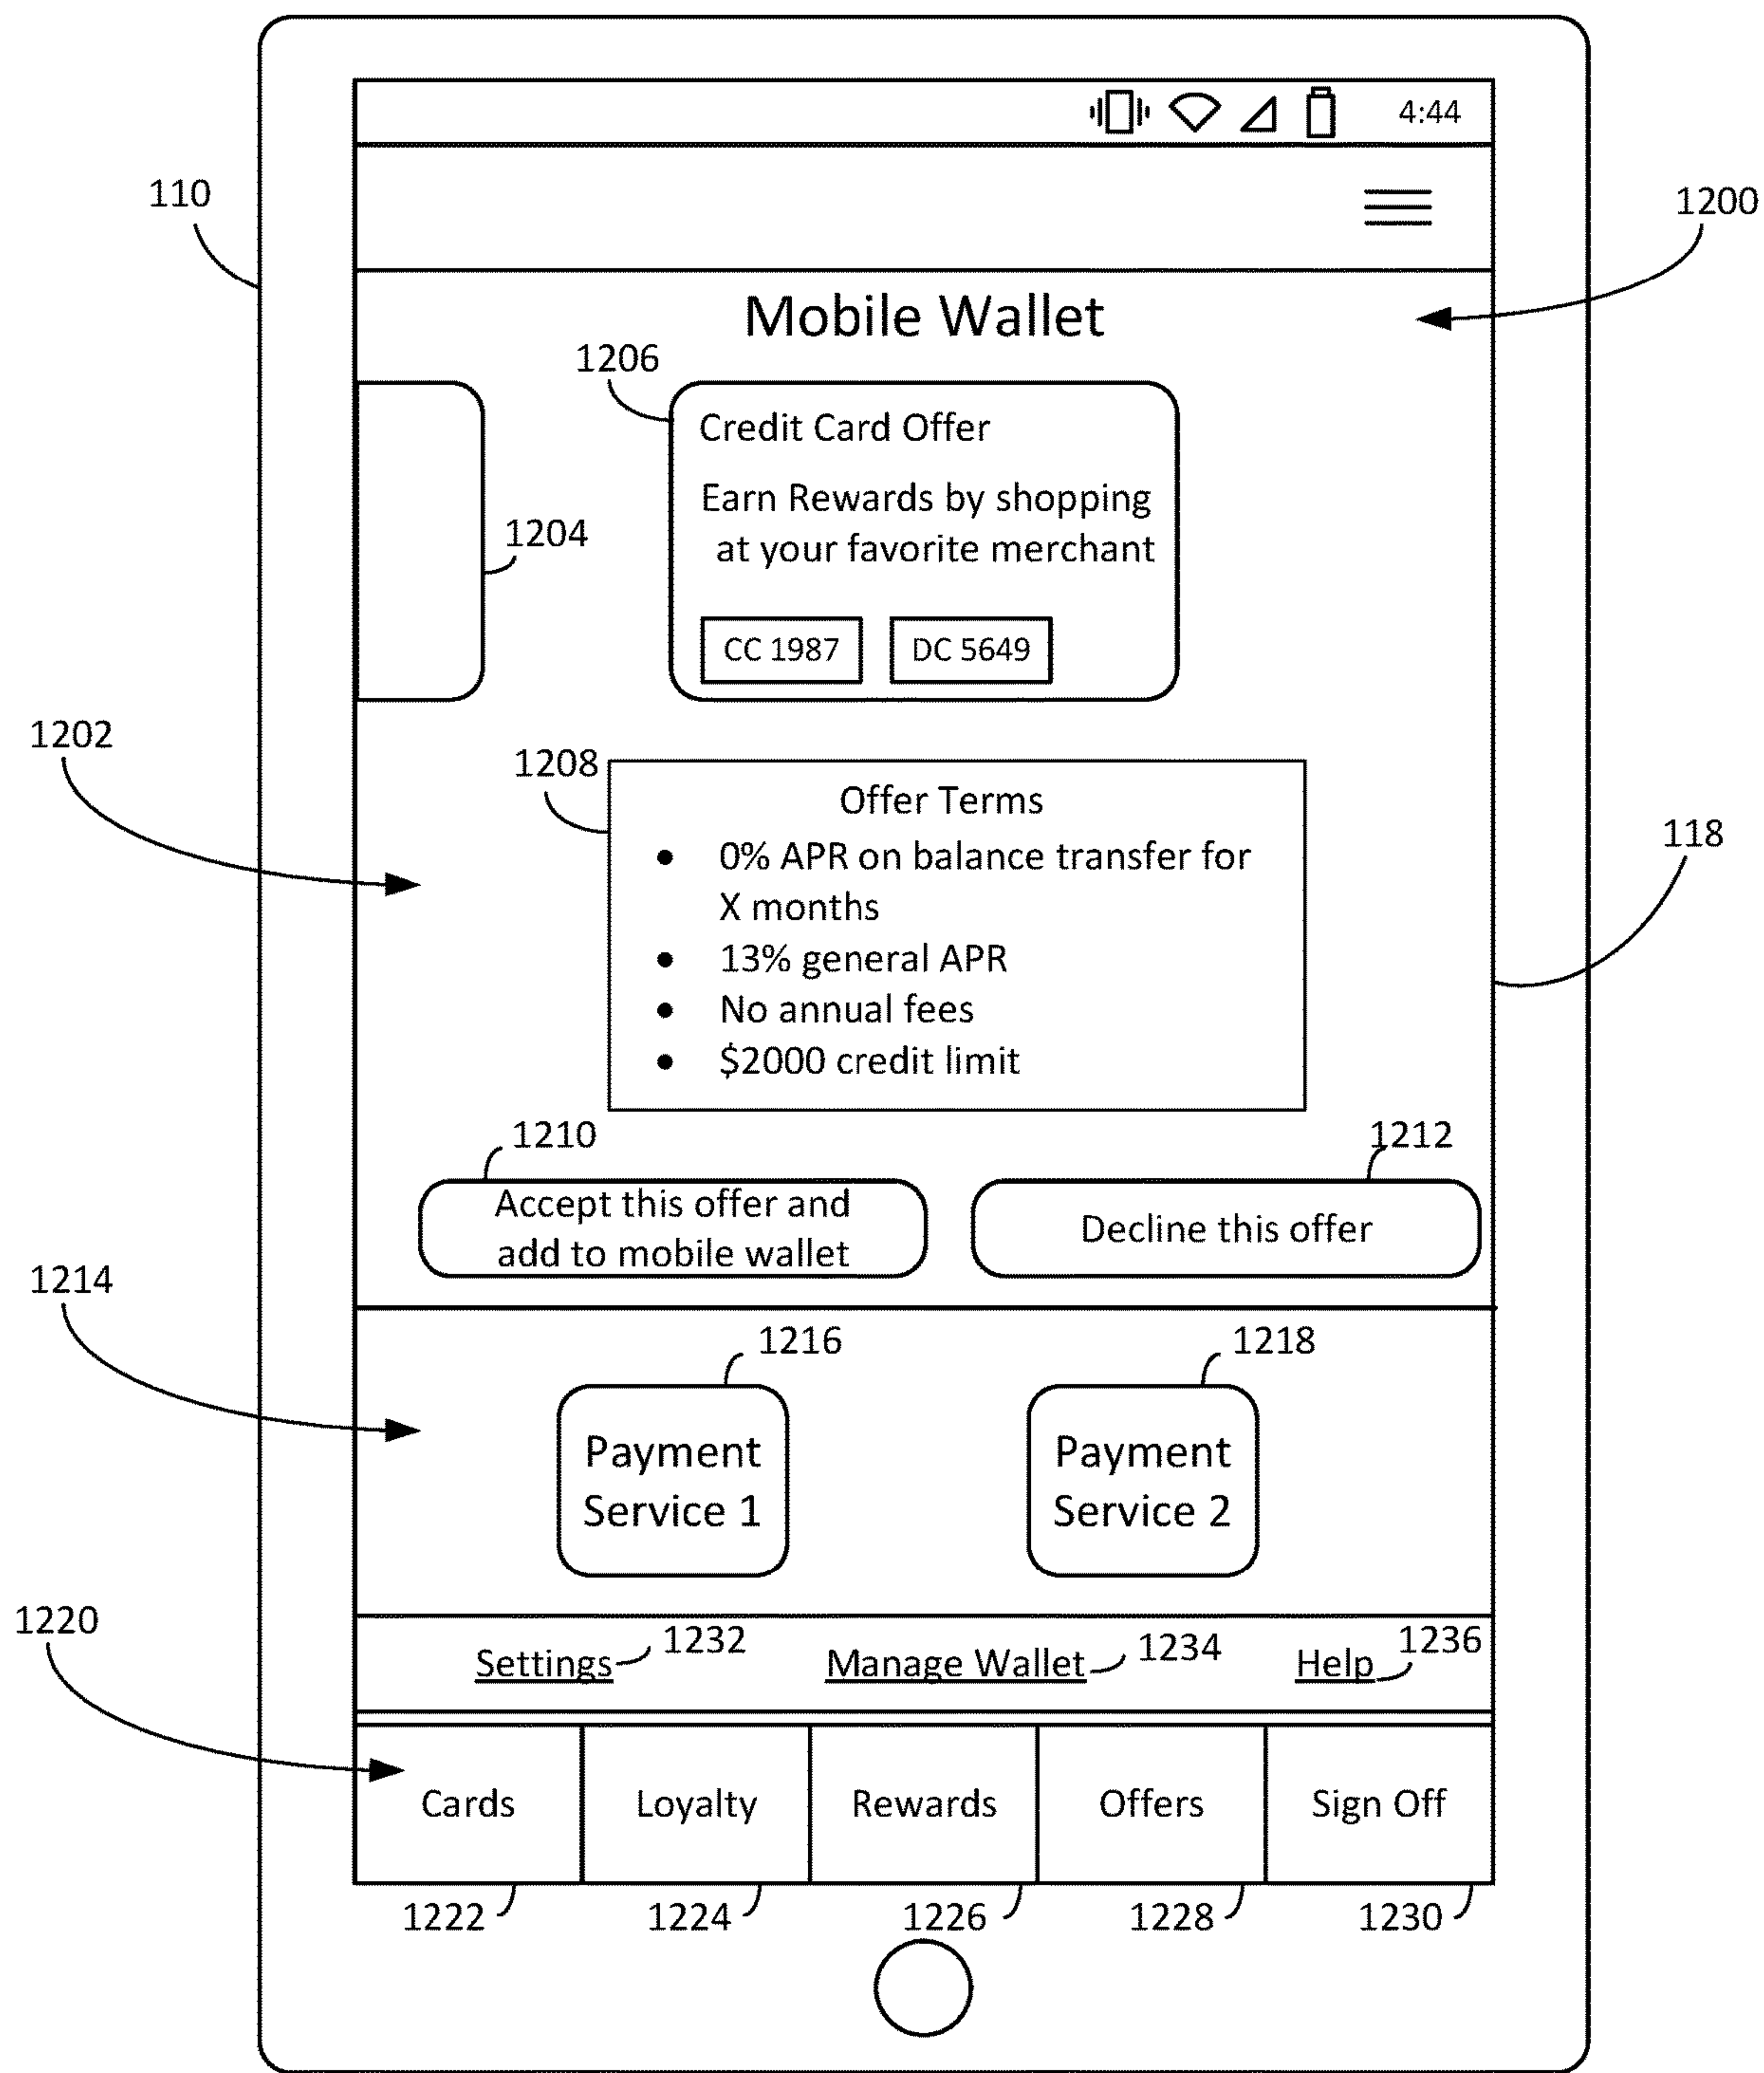 4:44
110
1200
Mobile Wallet
1206
Credit Card Offer
Earn Rewards by shopping
at your favorite merchant
1204
CC 1987
DC 5649
1202
1208
Offer Terms
• 0% APR on balance transfer for
X months
• 13% general APR
• No annual fees
• $2000 credit limit
118
1210
1212
Accept this offer and
add to mobile wallet
Decline this offer
1214
1216
1218
Payment
Service 1
Payment
Service 2
1220
Settings
1232
Manage Wallet
1234
Help
1236
Cards
Loyalty
Rewards
Offers
Sign Off
1222
1224
1226
1228
1230